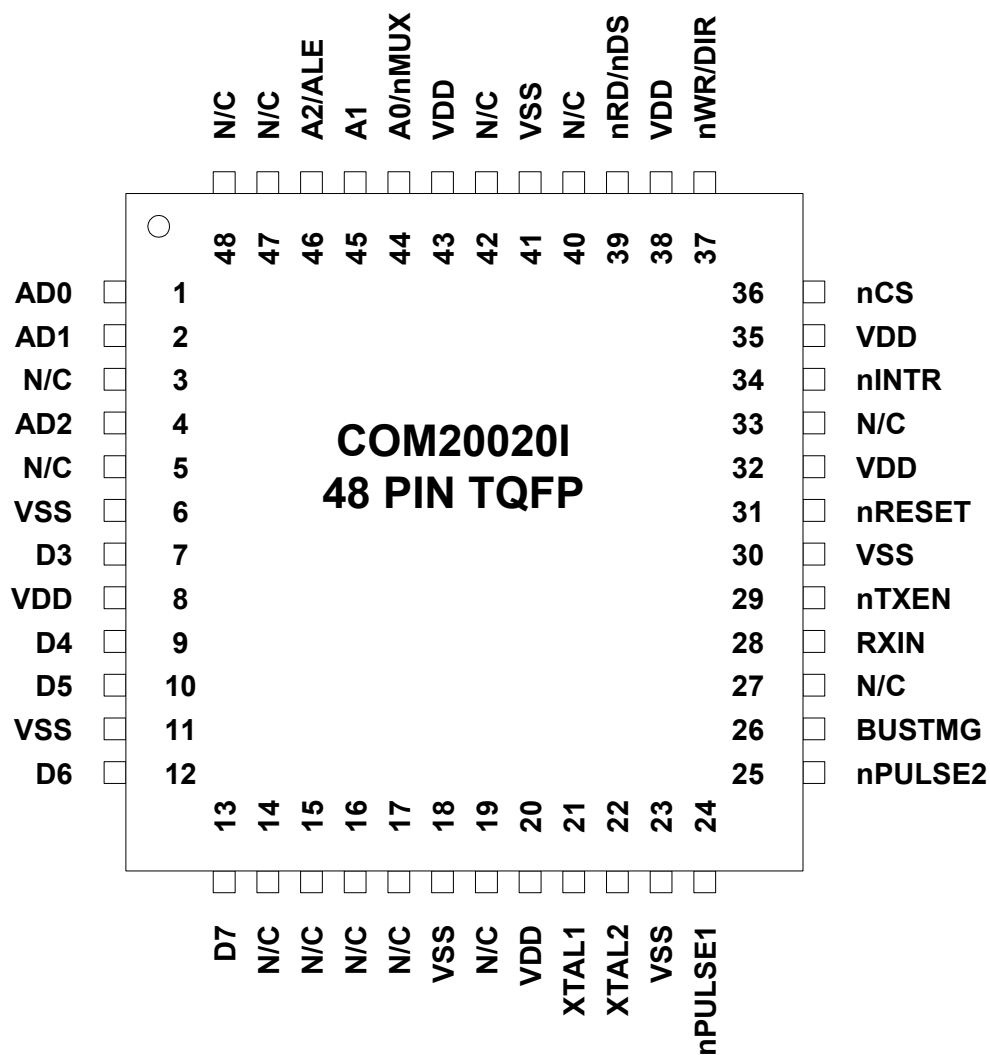 N/C N/C A2/ALE A1 A0/nMUX VDD N/C VSS N/C nRD/nDS VDD nWR/DIR
48 47 46 45 44 43 42 41 40 39 38 37
AD0 1 36 nCS
AD1 2 35 VDD
N/C 3 34 nINTR
AD2 4 33 N/C
COM20020I
N/C 5 32 VDD
48 PIN TQFP
VSS 6 31 nRESET
D3 7 30 VSS
VDD 8 29 nTXEN
D4 9 28 RXIN
D5 10 27 N/C
VSS 11 26 BUSTMG
D6 12 25 nPULSE2
13 14 15 16 17 18 19 20 21 22 23 24
D7 N/C N/C N/C N/C VSS N/C VDD XTAL1 XTAL2 VSS nPULSE1